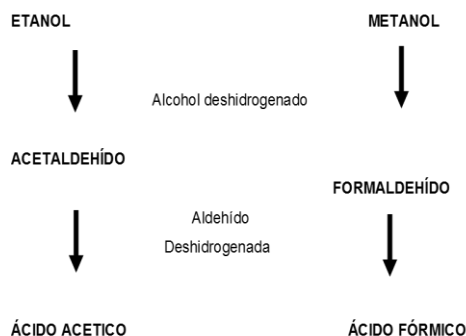 ETANOL
METANOL
Alcohol deshidrogenado
ACETALDEHÍDO
FORMALDEHÍDO
Aldehído
Deshidrogenada
ÁCIDO ACETICO
ÁCIDO FÓRMICO